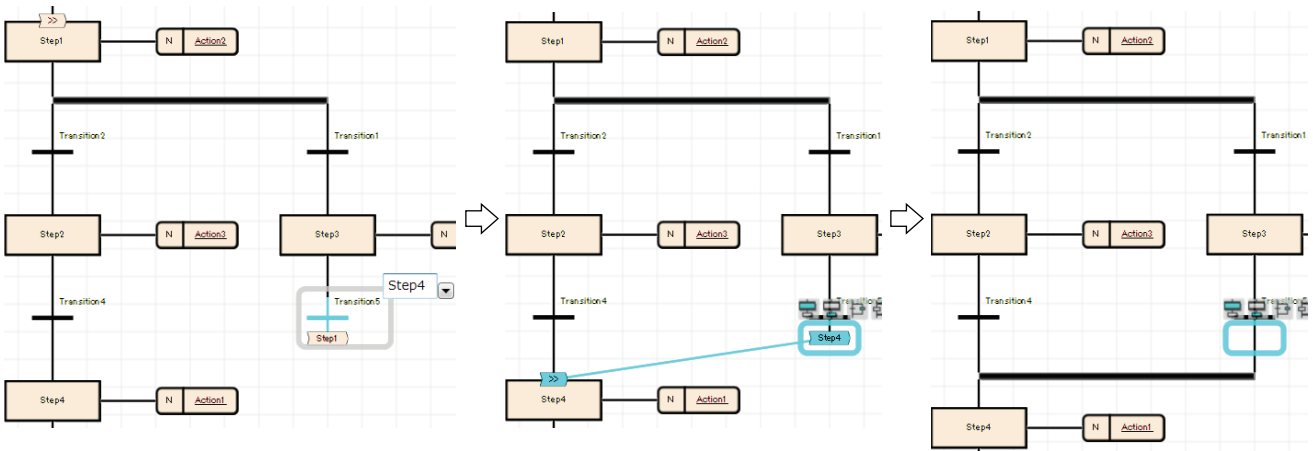 >>
Step1 N Action2
Transition2 Transition1
Step2 N Action3 Step3 N
Step4
Transition4 Transition5
Step1
Step4 N Action1
Step1 N Action2
Transition2 Transition1
Step2 N Action3 Step3
Transition4
Step4
>>
Step4 N Action1
Step1 N Action2
Transition2 Transition1
Step2 N Action3 Step3
Transition4
Step4 N Action1